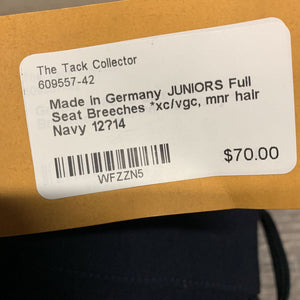 The Tack Collector
609557-42
Made In Germany JUNIORS Full
Seat Breeches *xc/vgc, mnr hair
Navy 12?14
WFZZN5
$70.00